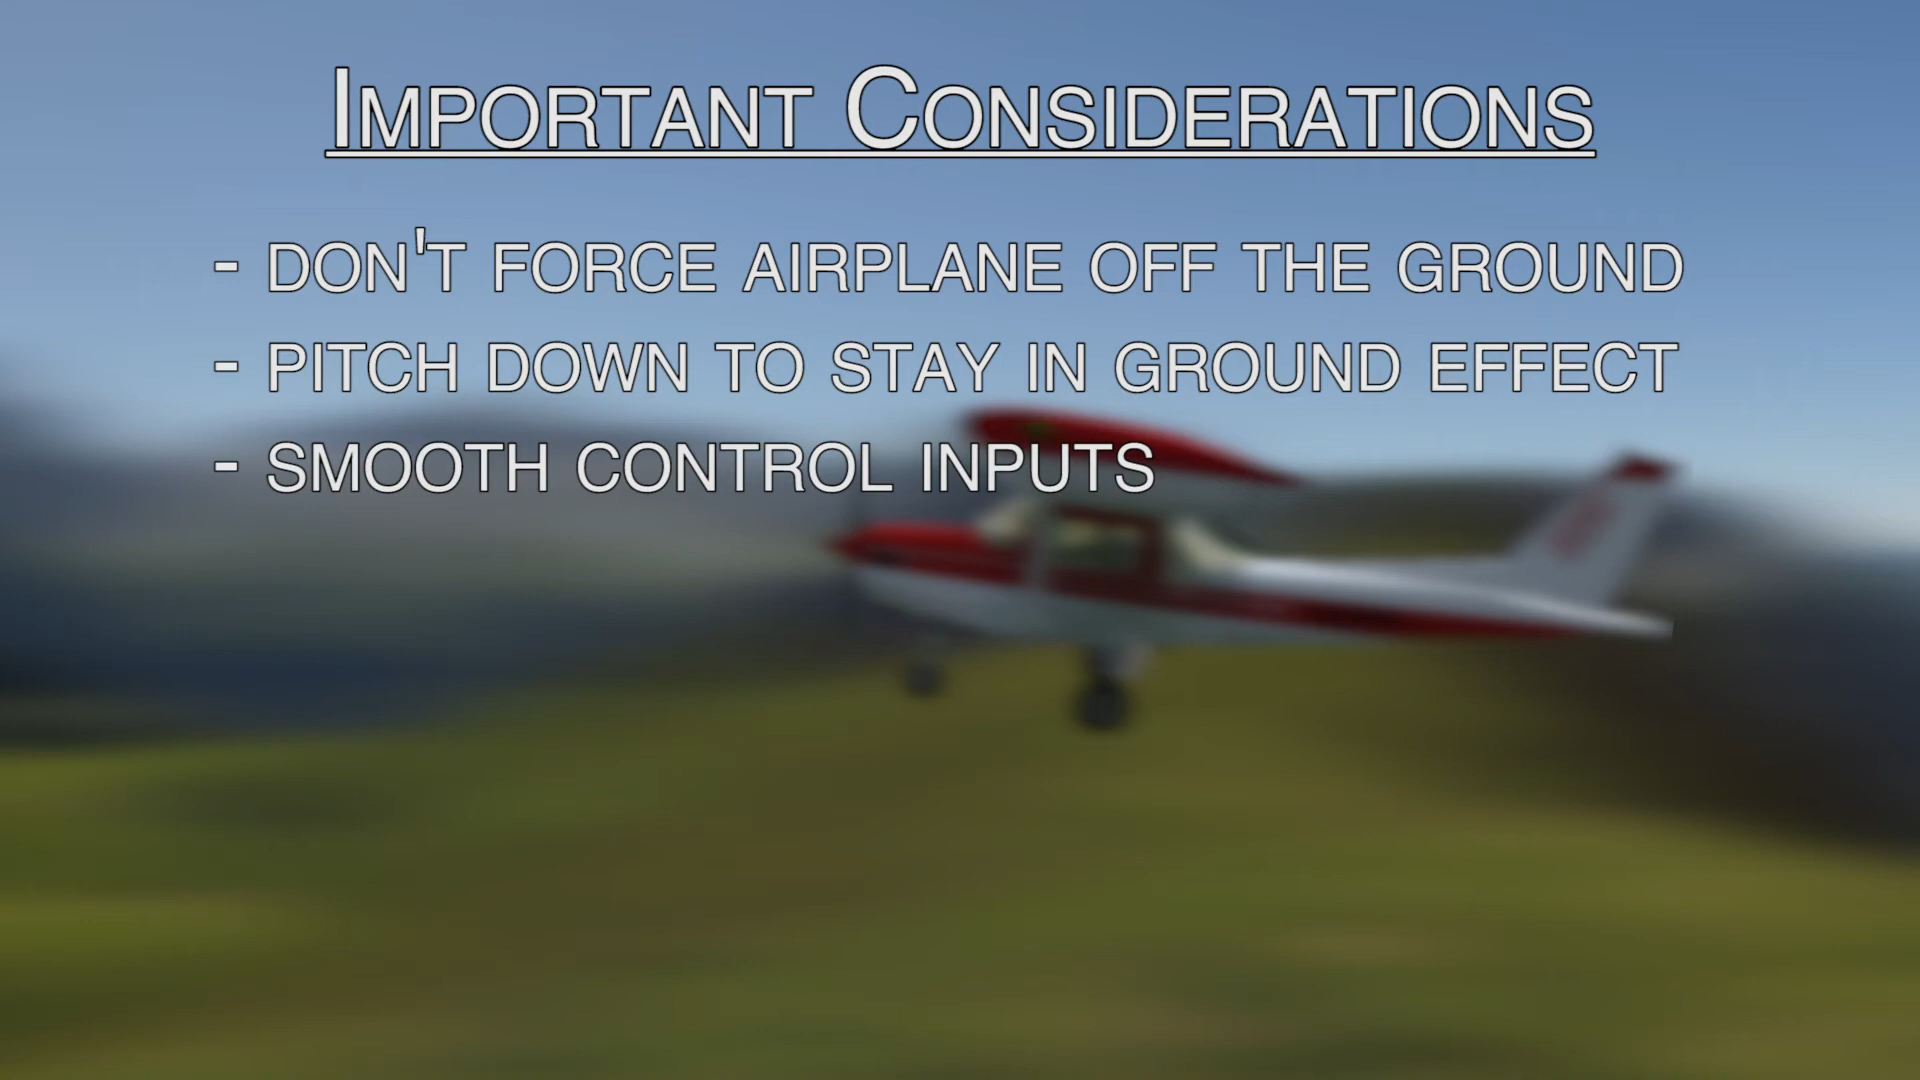 Important Considerations
- don't force airplane off the ground
- pitch down to stay in ground effect
- smooth control inputs